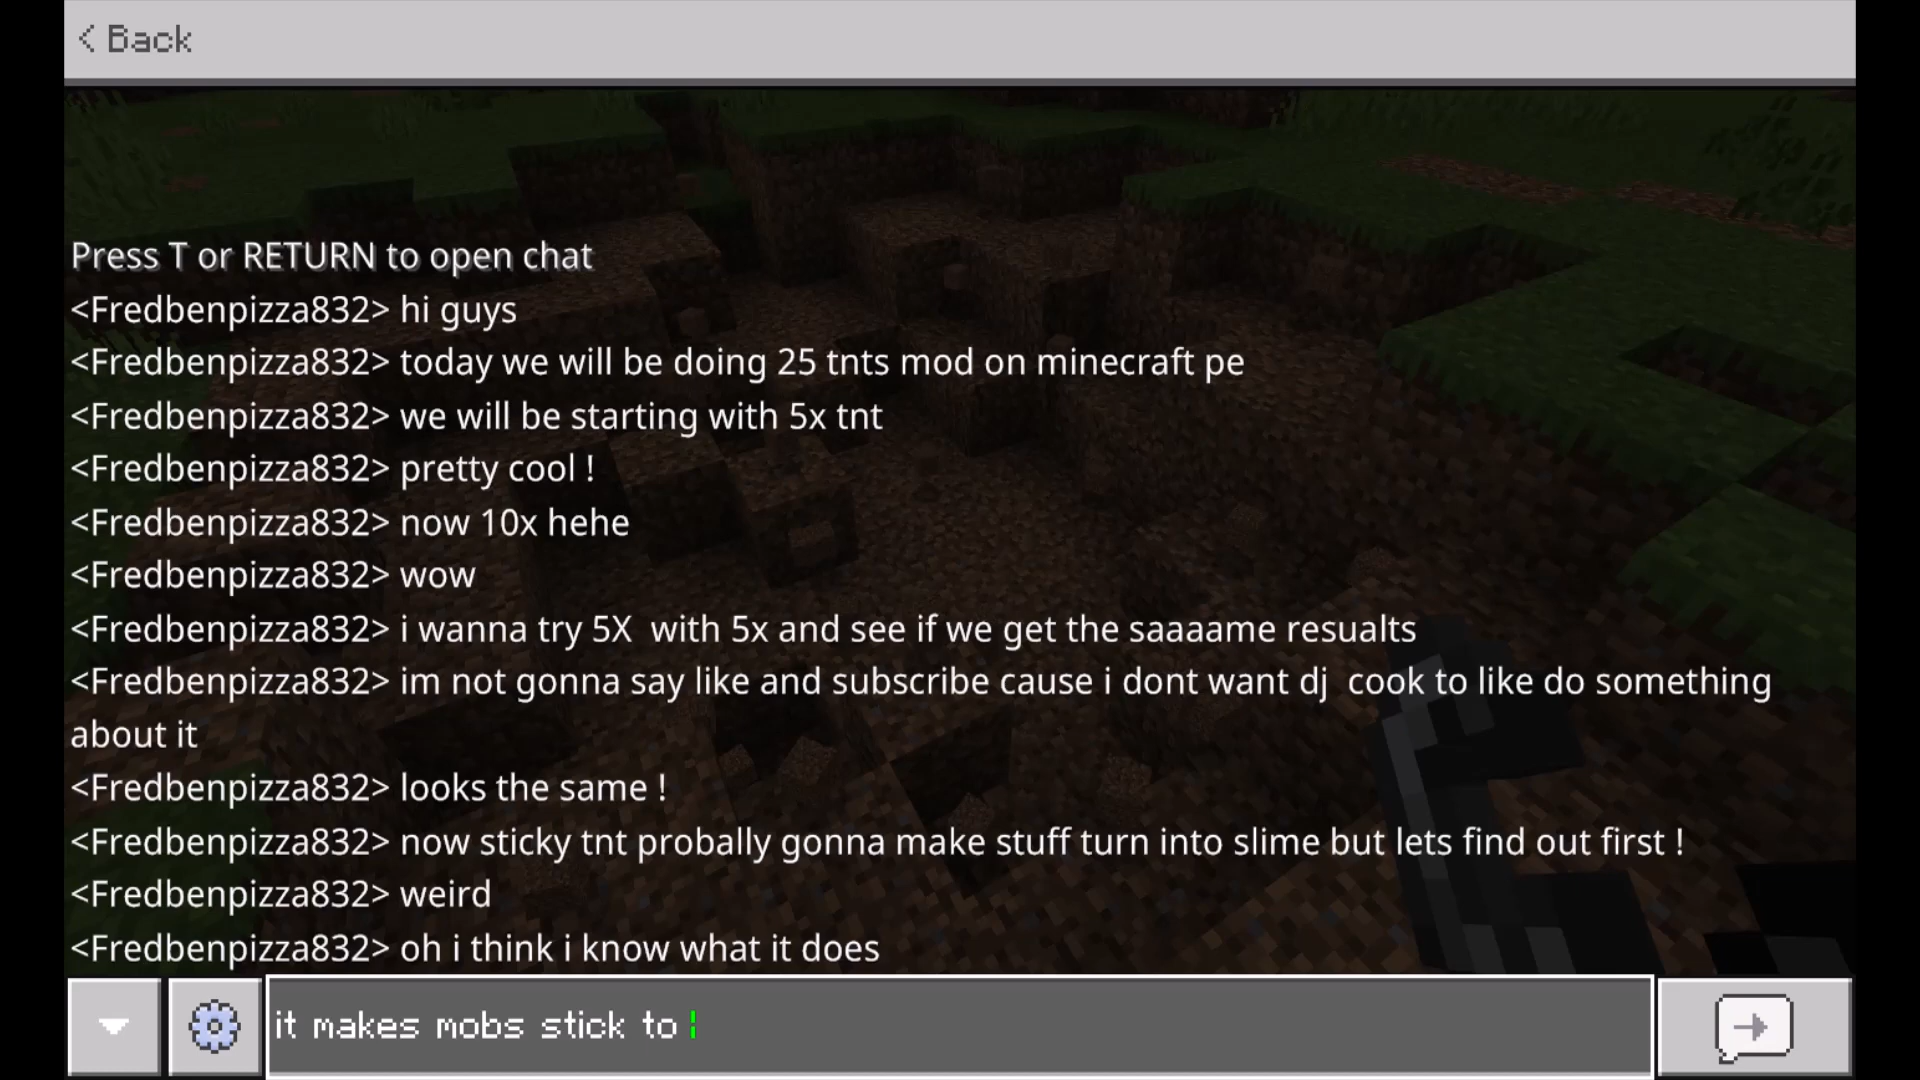 < Back
Press T or RETURN to open chat
<Fredbenpizza832> hi guys
<Fredbenpizza832> today we will be doing 25 tnts mod on minecraft pe
<Fredbenpizza832> we will be starting with 5x tnt
<Fredbenpizza832> pretty cool !
<Fredbenpizza832> now 10x hehe
<Fredbenpizza832> wow
<Fredbenpizza832> i wanna try 5X  with 5x and see if we get the saaaame resualts
<Fredbenpizza832> im not gonna say like and subscribe cause i dont want dj  cook to like do something
about it
<Fredbenpizza832> looks the same !
<Fredbenpizza832> now sticky tnt probally gonna make stuff turn into slime but lets find out first !
<Fredbenpizza832> weird
<Fredbenpizza832> oh i think i know what it does
it makes mobs stick to